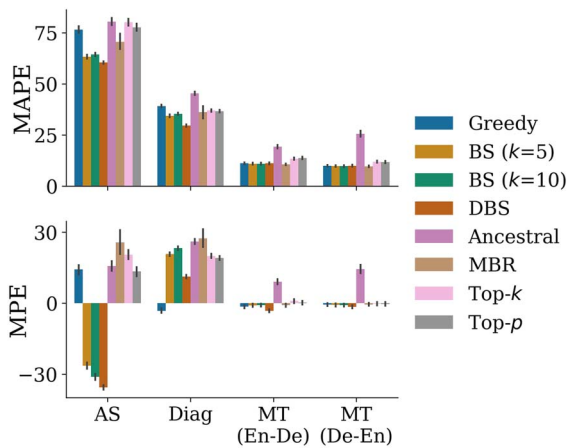 MAPE
75
50
25
0
MPE
30
0
−30
AS
Diag
MT
(En-De)
MT
(De-En)
Greedy
BS (k=5)
BS (k=10)
DBS
Ancestral
MBR
Top-k
Top-p